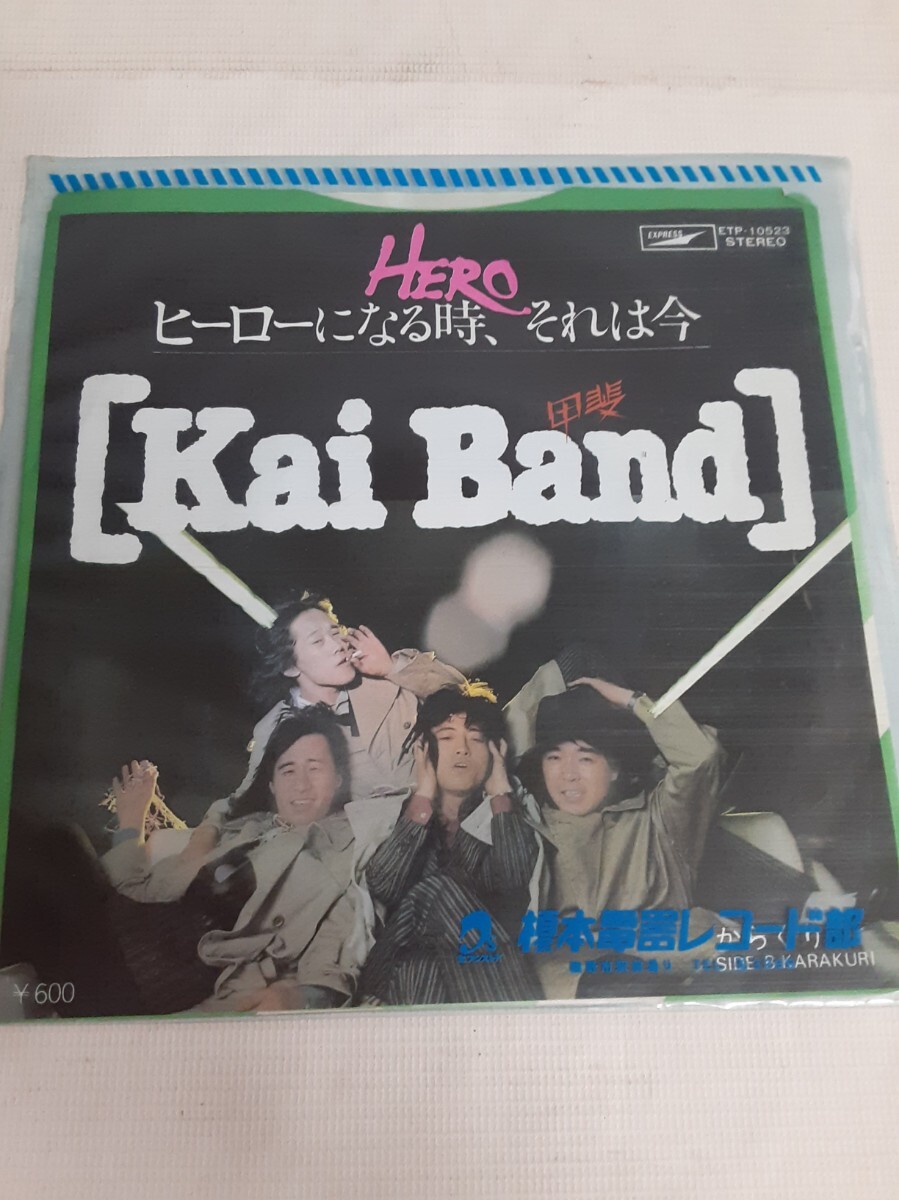 EXPRESS ETP-10523
STEREO
HERO
ヒーローになる時、それは今
甲斐
[Kai Band]
榎本電器レコード部
からくり
SIDE B KARAKURI
¥600